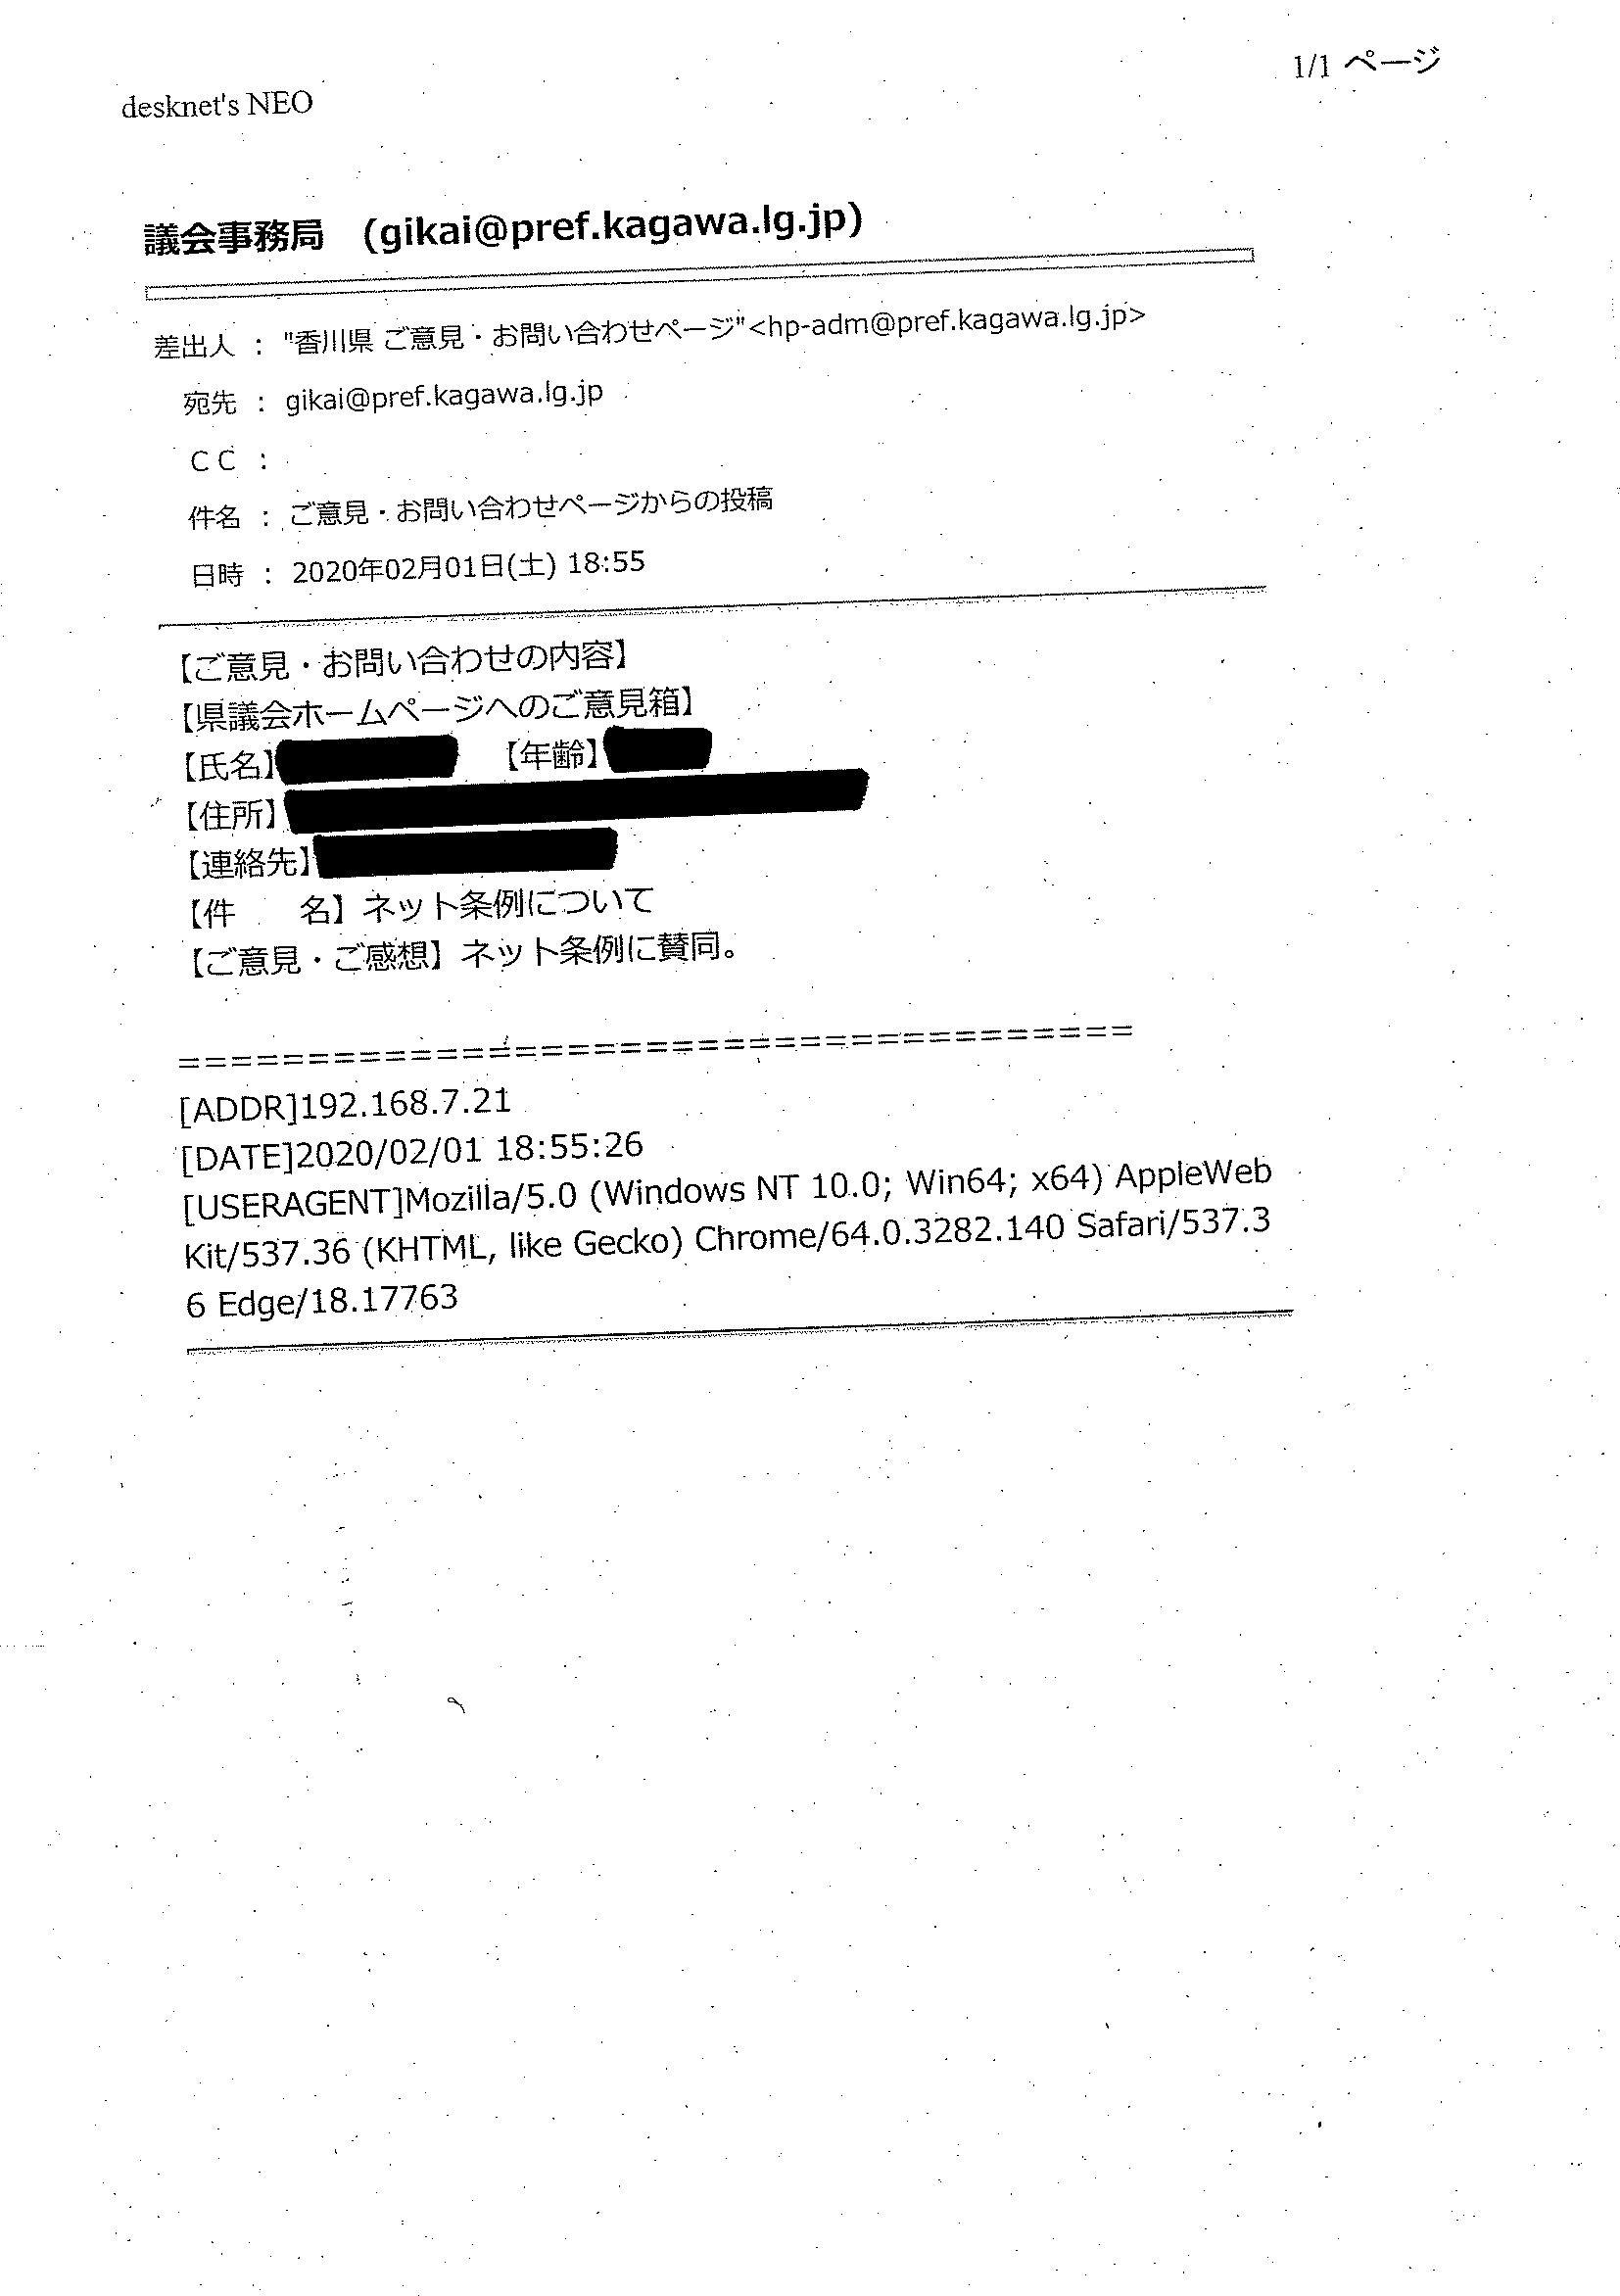 1/1 ページ
desknet's NEO
議会事務局　(gikai@pref.kagawa.lg.jp)
差出人 ： "香川県 ご意見・お問い合わせページ"<hp-adm@pref.kagawa.lg.jp>
宛先 ： gikai@pref.kagawa.lg.jp
ＣＣ ：
件名 ： ご意見・お問い合わせページからの投稿
日時 ： 2020年02月01日(土) 18:55
【ご意見・お問い合わせの内容】
【県議会ホームページへのご意見箱】
【氏名】　【年齢】
【住所】
【連絡先】
【件　　名】ネット条例について
【ご意見・ご感想】ネット条例に賛同。
=====================================
[ADDR]192.168.7.21
[DATE]2020/02/01 18:55:26
[USERAGENT]Mozilla/5.0 (Windows NT 10.0; Win64; x64) AppleWeb
Kit/537.36 (KHTML, like Gecko) Chrome/64.0.3282.140 Safari/537.3
6 Edge/18.17763